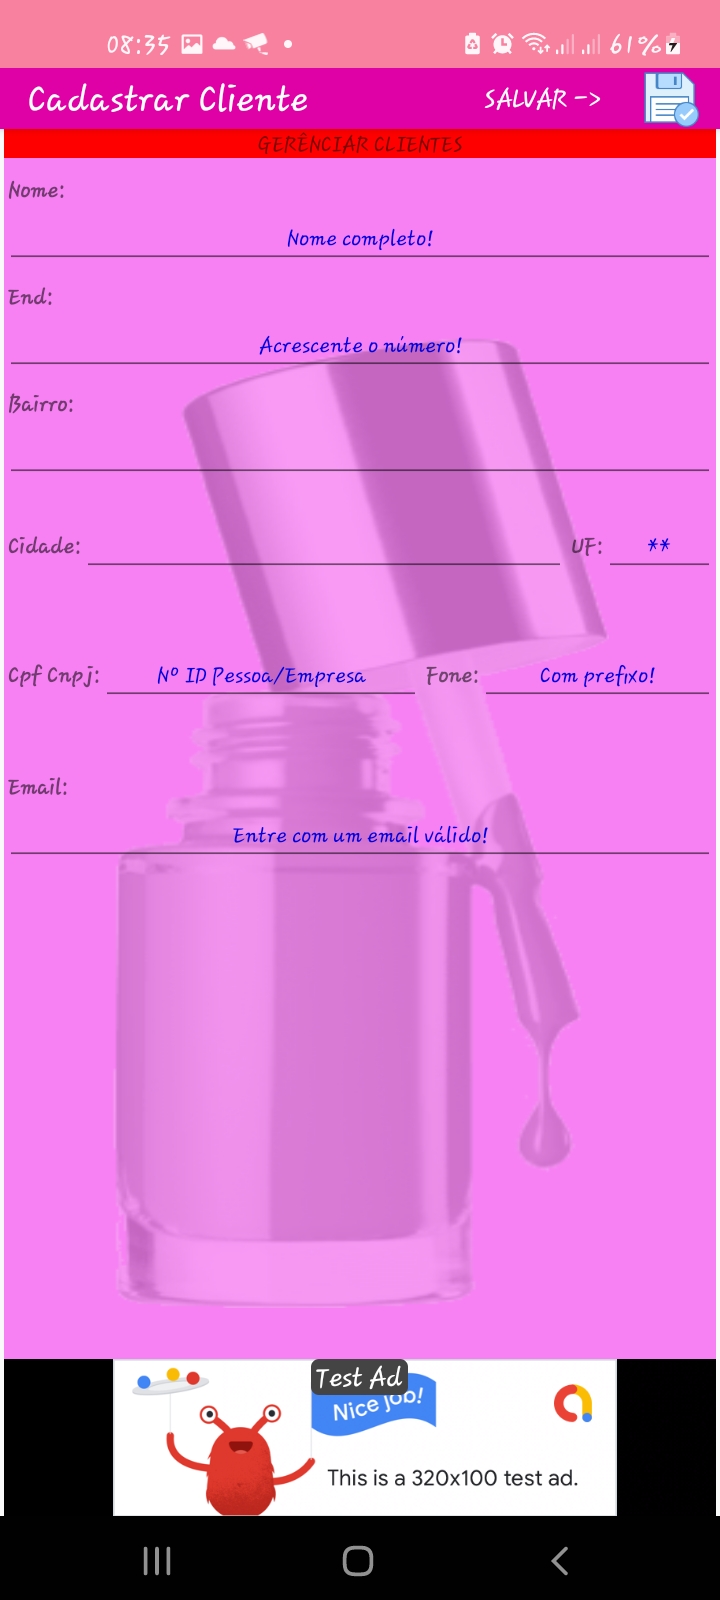 08:35 61%
Cadastrar Cliente SALVAR ->
GERÊNCIAR CLIENTES
Nome:
Nome completo!
End:
Acrescente o número!
Bairro:
Cidade: UF: **
Cpf Cnpj: Nº ID Pessoa/Empresa Fone: Com prefixo!
Email:
Entre com um email válido!
Test Ad
Nice job!
This is a 320x100 test ad.